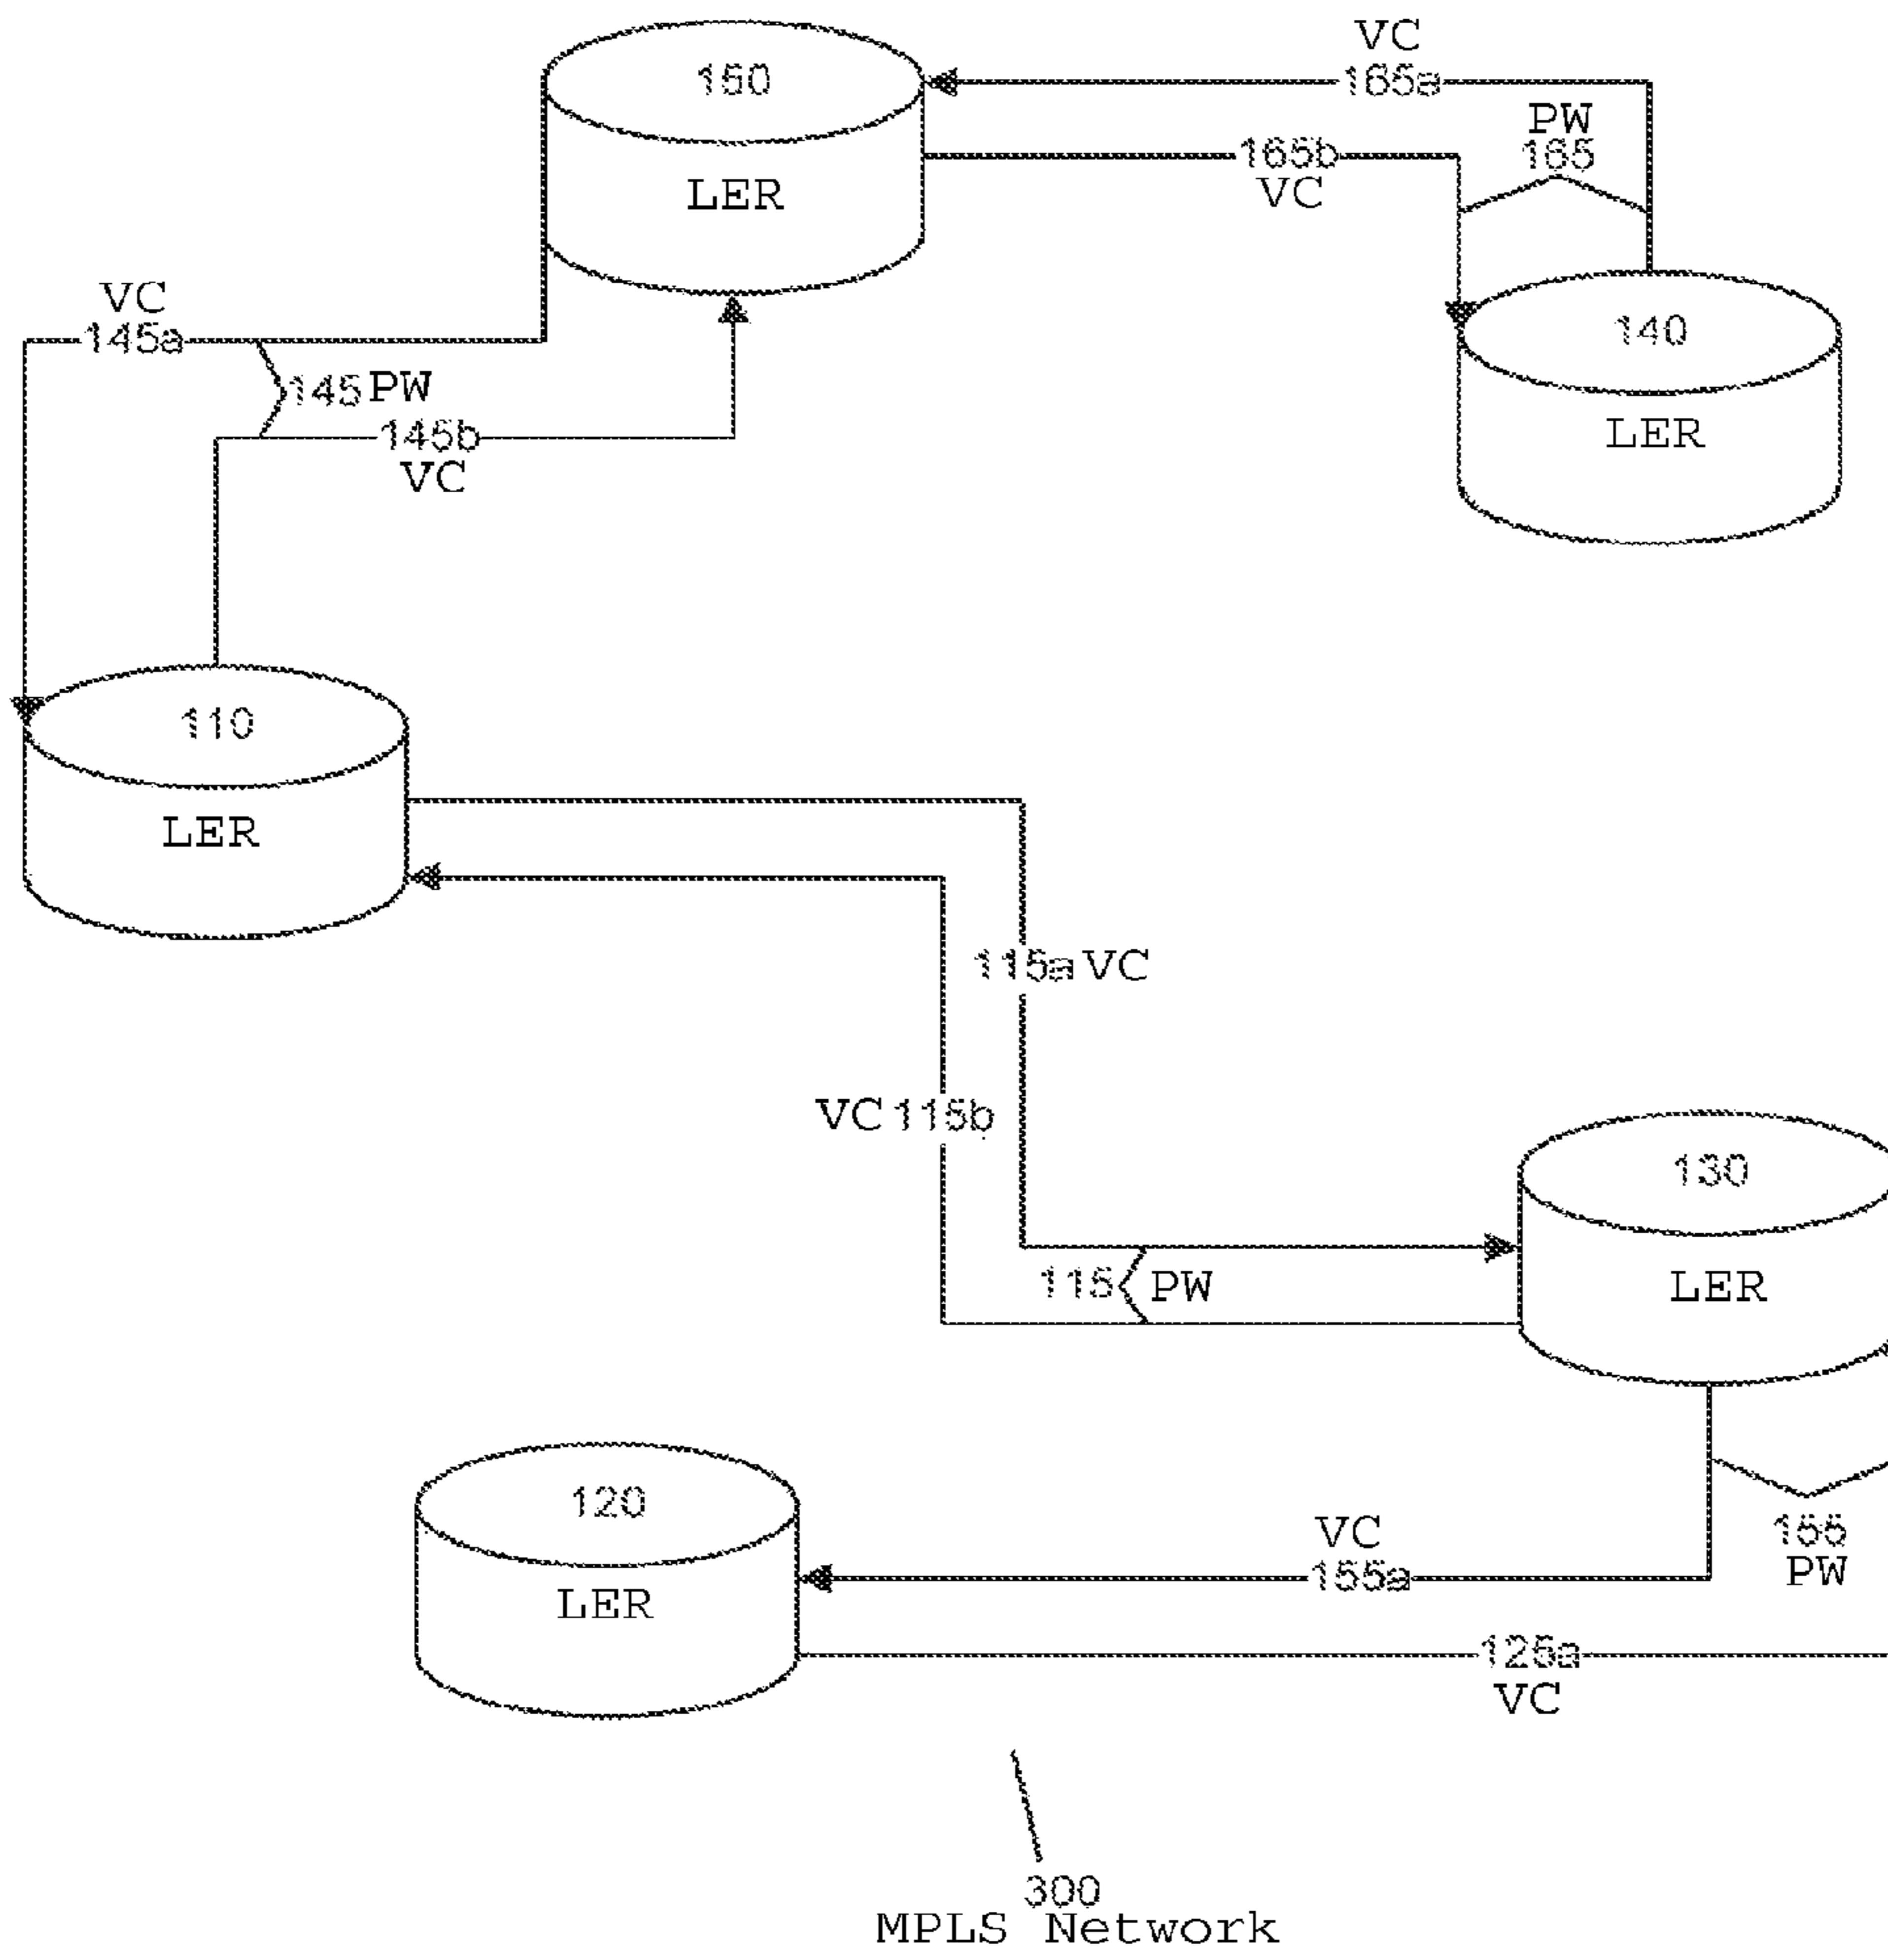 VC
160
165a
PW
165
165b
VC
LER
VC
145a
140
145 PW
145b
VC
LER
110
LER
115a VC
VC 115b
130
115 PW
LER
120
VC
155a
155
PW
LER
125a
VC
300
MPLS Network